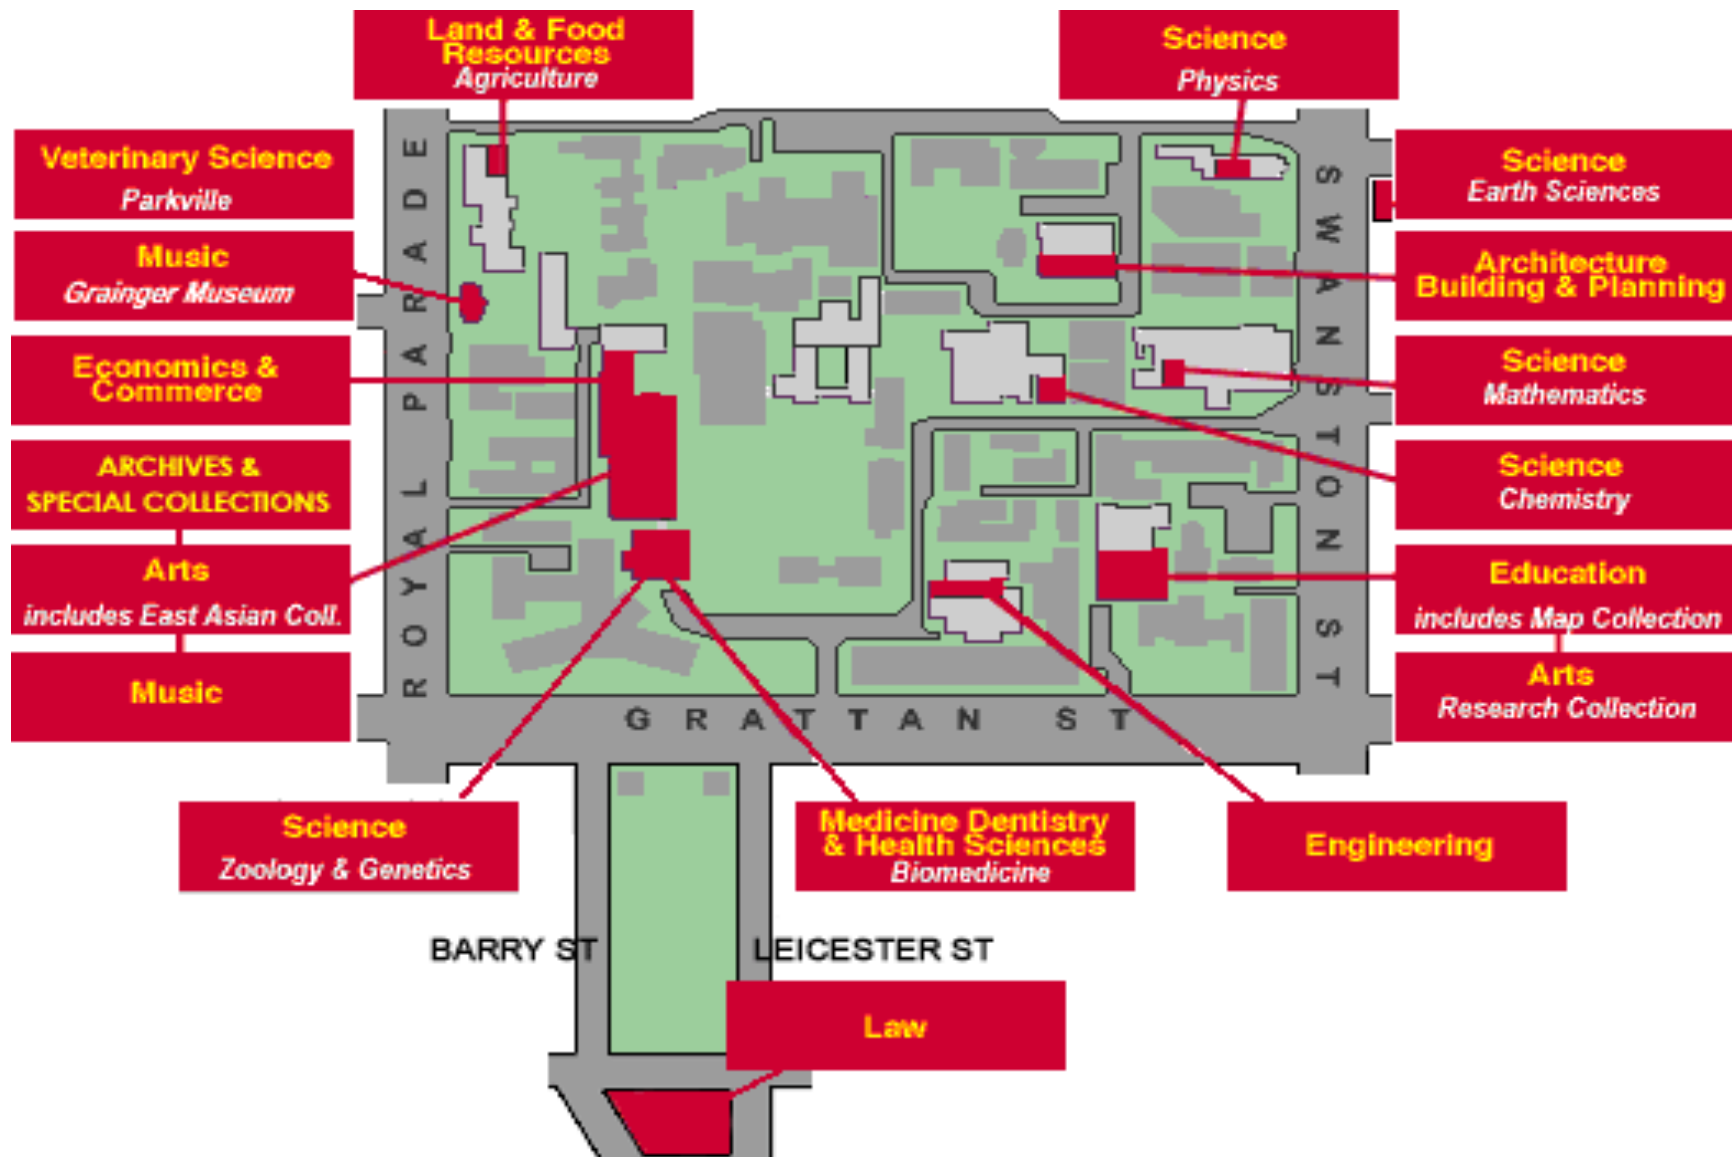 Land & Food
Resources
Agriculture
Science
Physics
Veterinary Science
Parkville
Science
Earth Sciences
Music
Grainger Museum
Architecture
Building & Planning
Economics &
Commerce
Science
Mathematics
ARCHIVES &
SPECIAL COLLECTIONS
Science
Chemistry
Arts
includes East Asian Coll.
Education
includes Map Collection
Music
Arts
Research Collection
ROYAL PARADE
SWANSTON ST
GRATTAN ST
Science
Zoology & Genetics
Medicine Dentistry
& Health Sciences
Biomedicine
Engineering
BARRY ST
LEICESTER ST
Law